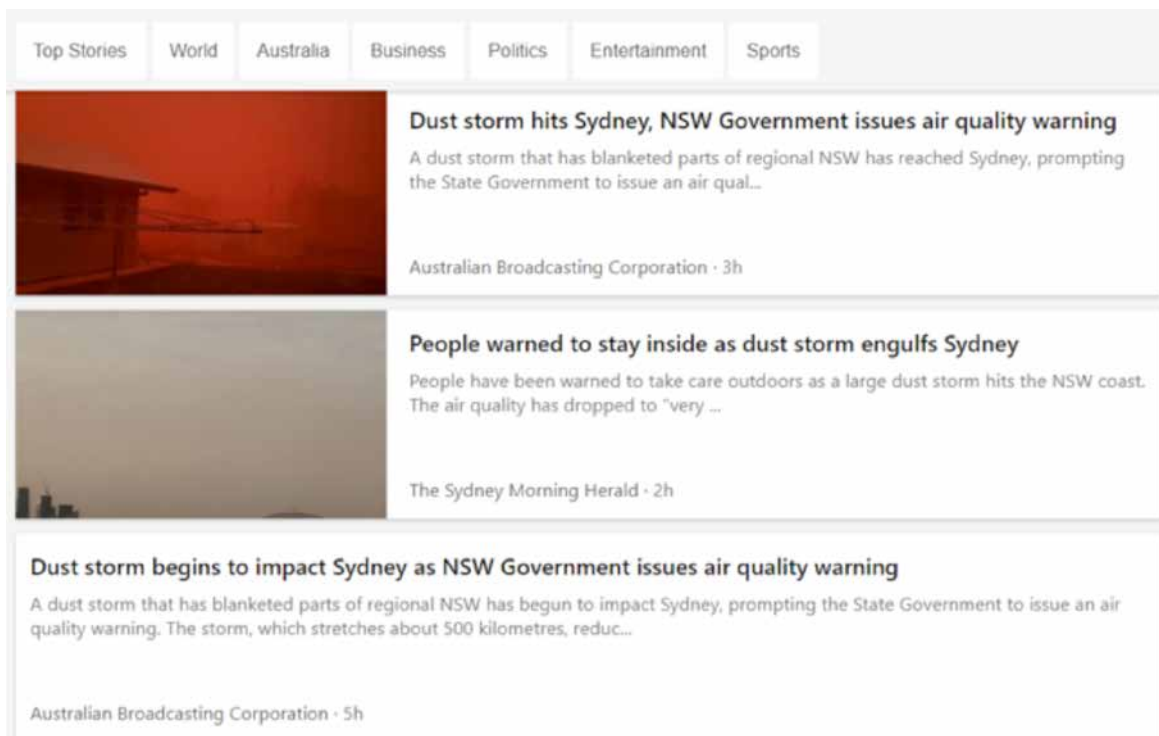 Top Stories World Australia Business Politics Entertainment Sports
Dust storm hits Sydney, NSW Government issues air quality warning
A dust storm that has blanketed parts of regional NSW has reached Sydney, prompting
the State Government to issue an air qual...
Australian Broadcasting Corporation · 3h
People warned to stay inside as dust storm engulfs Sydney
People have been warned to take care outdoors as a large dust storm hits the NSW coast.
The air quality has dropped to "very ...
The Sydney Morning Herald · 2h
Dust storm begins to impact Sydney as NSW Government issues air quality warning
A dust storm that has blanketed parts of regional NSW has begun to impact Sydney, prompting the State Government to issue an air
quality warning. The storm, which stretches about 500 kilometres, reduc...
Australian Broadcasting Corporation · 5h